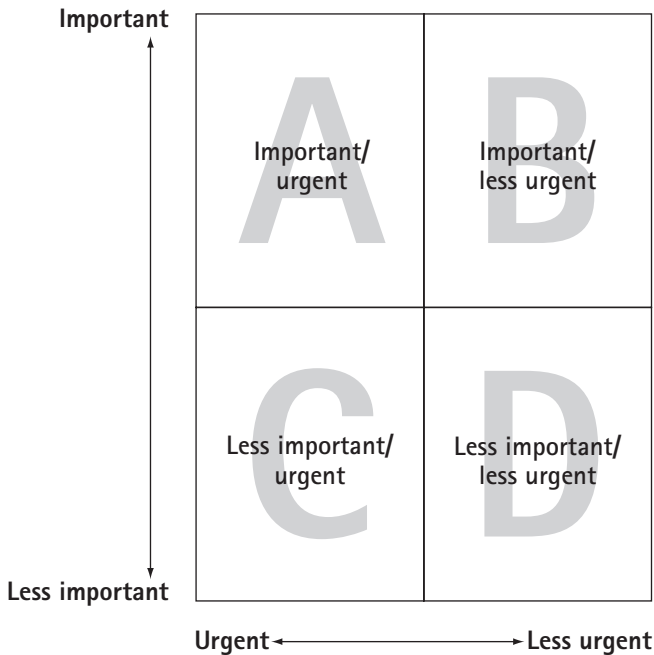 Important
A
Important/
urgent
B
Important/
less urgent
C
Less important/
urgent
D
Less important/
less urgent
Less important
Urgent
Less urgent